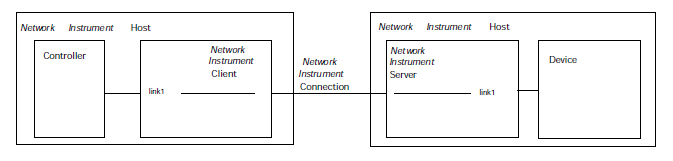 Network Instrument Host
Controller
Network
Instrument
Client
link1
Network
Instrument
Connection
Network Instrument Host
Network
Instrument
Server
link1
Device